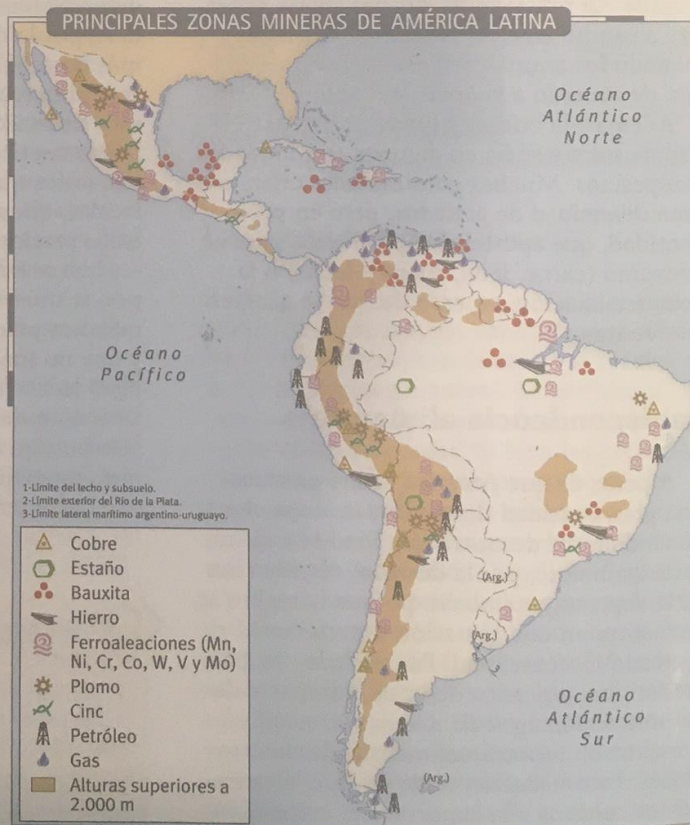 PRINCIPALES ZONAS MINERAS DE AMÉRICA LATINA
Océano
Atlántico
Norte
Océano
Pacífico
1-Límite del lecho y subsuelo.
2-Límite exterior del Río de la Plata.
3-Límite lateral marítimo argentino-uruguayo.
Cobre
Estaño
Bauxita
Hierro
Ferroaleaciones (Mn,
Ni, Cr, Co, W, V y Mo)
Plomo
Cinc
Petróleo
Gas
Alturas superiores a
2.000 m
(Arg.)
(Arg.)
Océano
Atlántico
Sur
(Arg.)